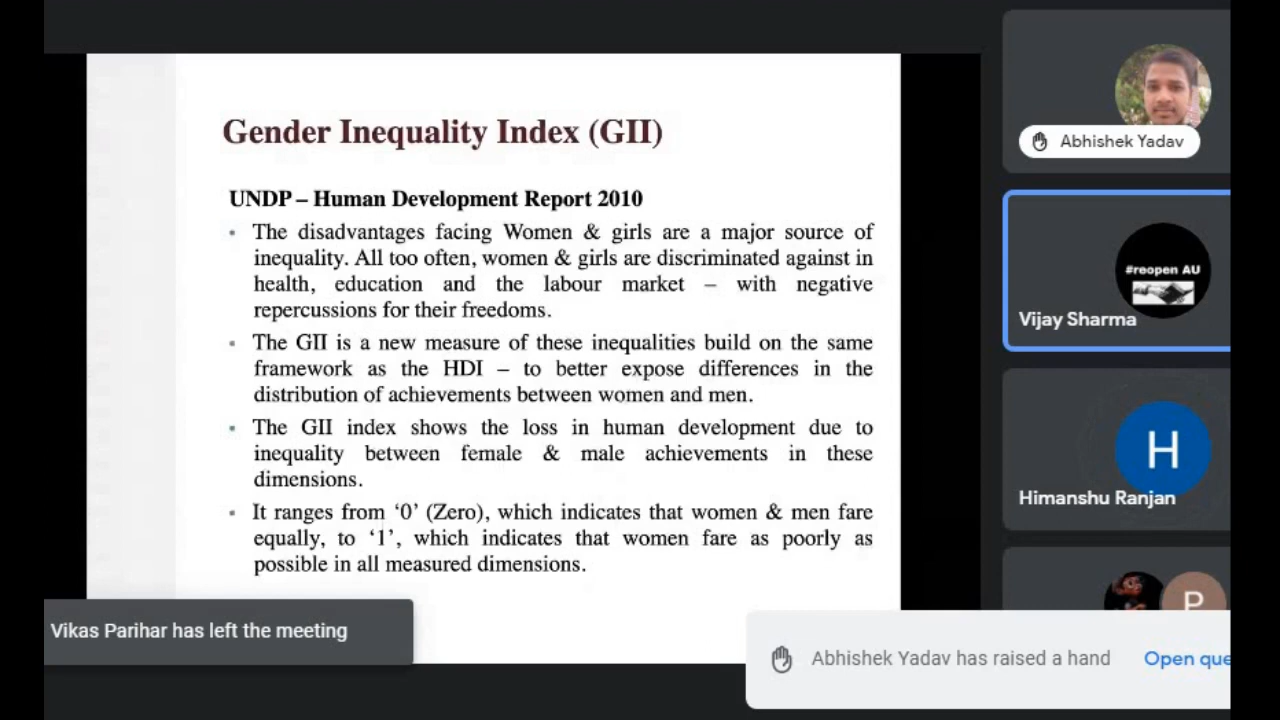 Gender Inequality Index (GII)
UNDP – Human Development Report 2010
▪ The disadvantages facing Women & girls are a major source of
inequality. All too often, women & girls are discriminated against in
health, education and the labour market – with negative
repercussions for their freedoms.
▪ The GII is a new measure of these inequalities build on the same
framework as the HDI – to better expose differences in the
distribution of achievements between women and men.
▪ The GII index shows the loss in human development due to
inequality between female & male achievements in these
dimensions.
▪ It ranges from ‘0’ (Zero), which indicates that women & men fare
equally, to ‘1’, which indicates that women fare as poorly as
possible in all measured dimensions.
Abhishek Yadav
#reopen AU
Vijay Sharma
H
Himanshu Ranjan
P
Vikas Parihar has left the meeting
Abhishek Yadav has raised a hand
Open que